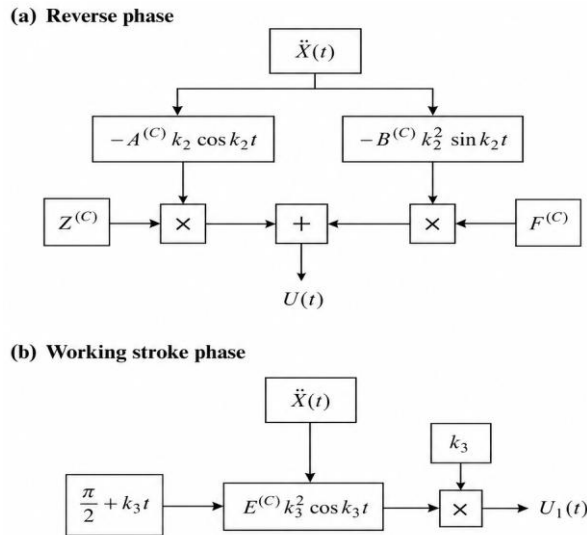 (a) Reverse phase
Ẍ(t)
−A^(C) k₂ cos k₂t
−B^(C) k₂² sin k₂t
Z^(C)
×
+
×
F^(C)
U(t)
(b) Working stroke phase
Ẍ(t)
k₃
π/2 + k₃t
E^(C) k₃² cos k₃t
×
U₁(t)